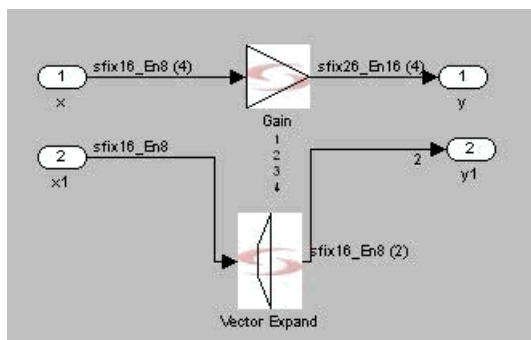 sfix16_En8 (4)
sfix26_En16 (4)
1
1
x
y
Gain
1
2
3
4
sfix16_En8
2
2
2
x1
y1
sfix16_En8 (2)
Vector Expand